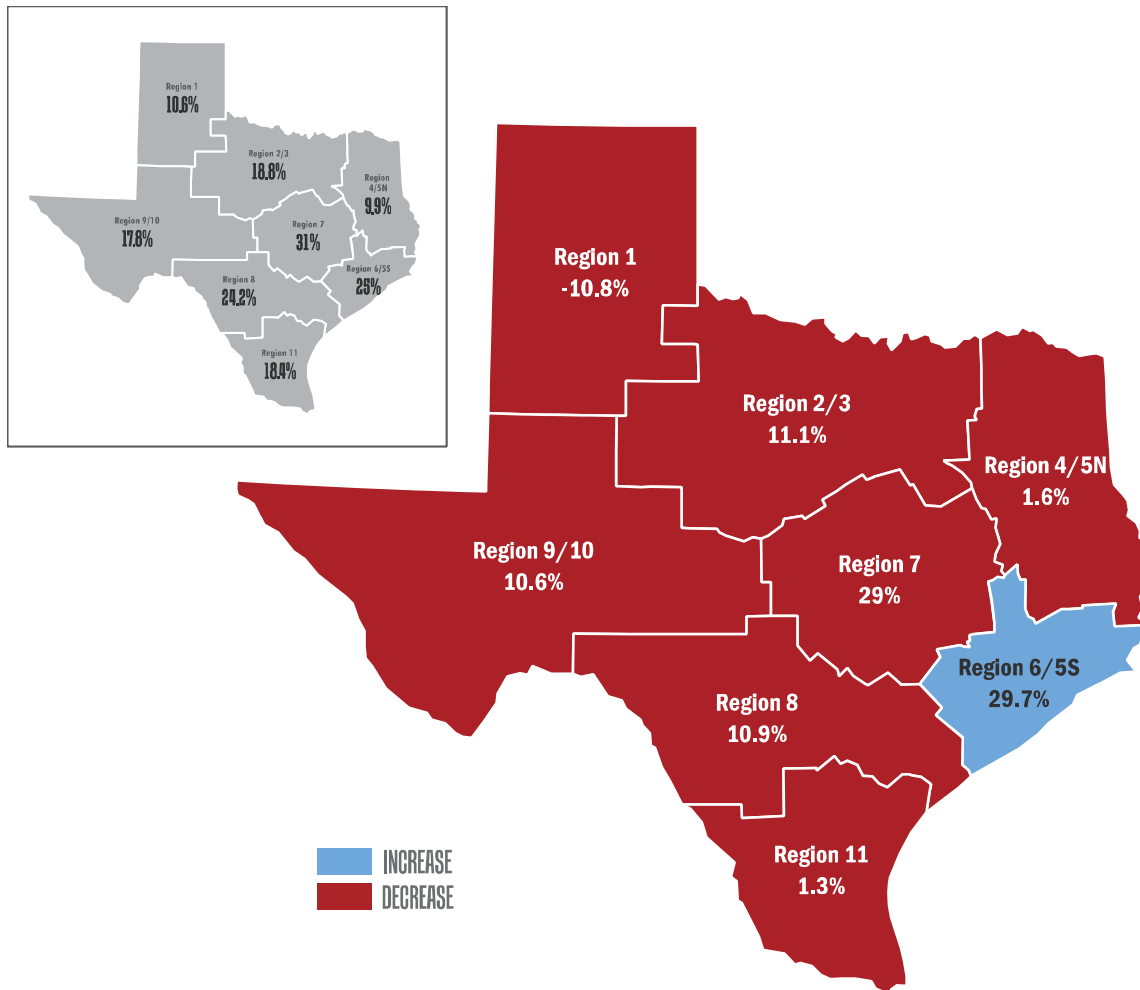 Region 1
10.6%
Region 2/3
18.8%
Region
4/5N
9.9%
Region 9/10
17.8%
Region 7
31%
Region 6/5S
25%
Region 8
24.2%
Region 11
18.4%
Region 1
-10.8%
Region 2/3
11.1%
Region 4/5N
1.6%
Region 9/10
10.6%
Region 7
29%
Region 6/5S
29.7%
Region 8
10.9%
Region 11
1.3%
INCREASE
DECREASE